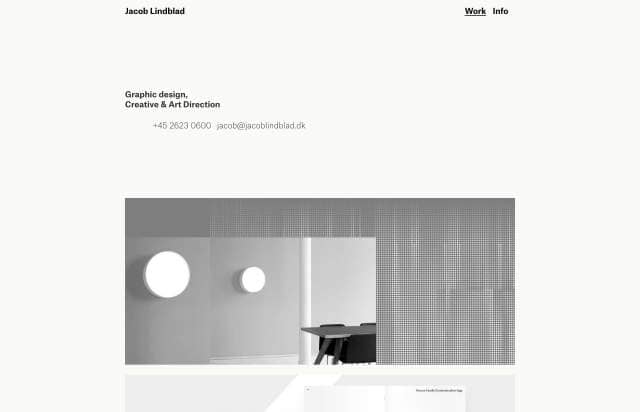 Jacob Lindblad
Work Info
Graphic design,
Creative & Art Direction
+45 2623 0600 jacob@jacoblindblad.dk